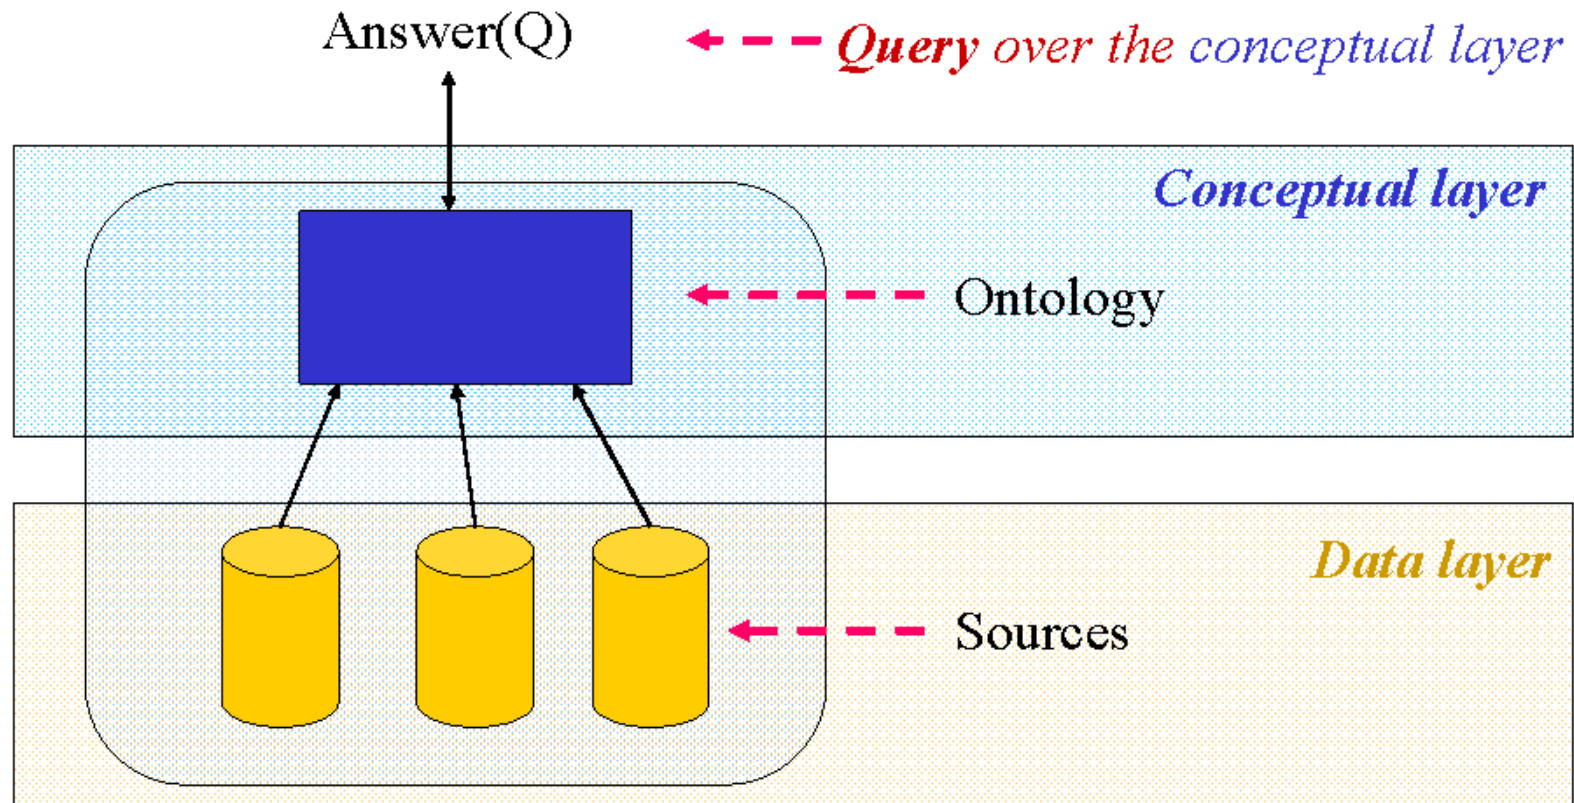 Answer(Q)
Query over the conceptual layer
Conceptual layer
Ontology
Data layer
Sources